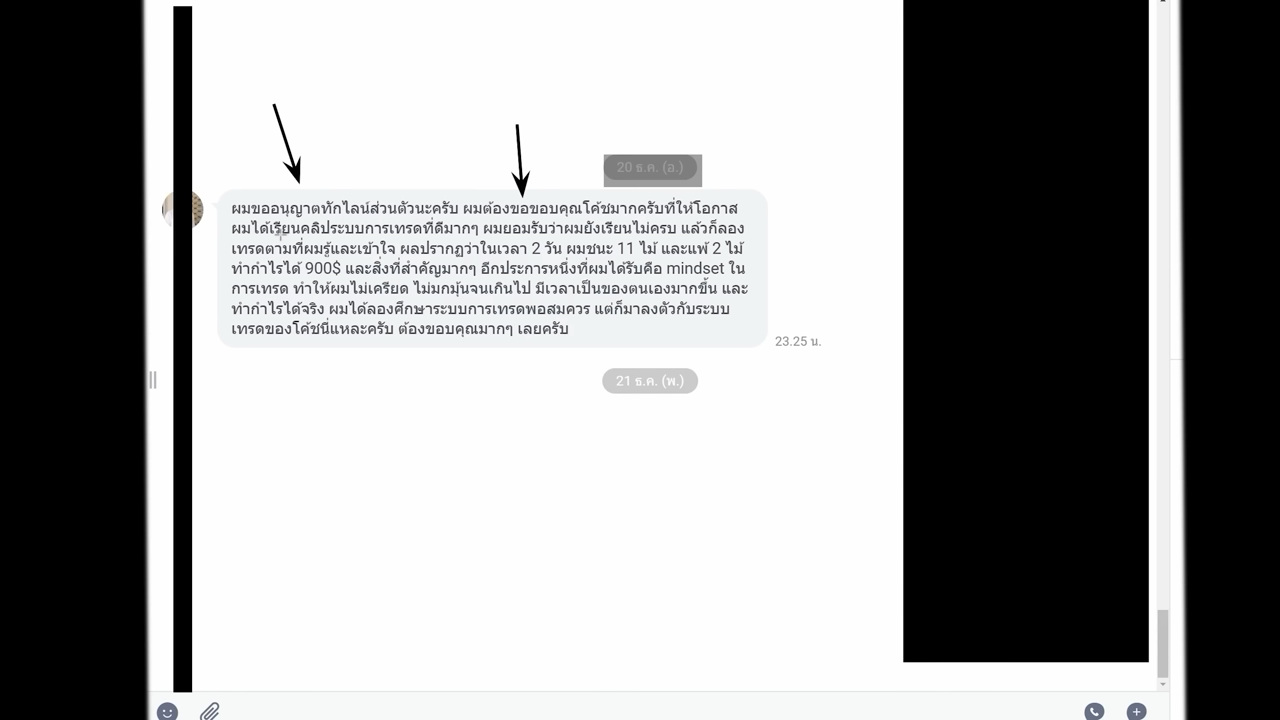 20 ธ.ค. (อ.)
ผมขออนุญาตทักไลน์ส่วนตัวนะครับ ผมต้องขอขอบคุณโค้ชมากครับที่ให้โอกาส
ผมได้เรียนคลิประบบการเทรดที่ดีมากๆ ผมยอมรับว่าผมยังเรียนไม่ครบ แล้วก็ลอง
เทรดตามที่ผมรู้และเข้าใจ ผลปรากฏว่าในเวลา 2 วัน ผมชนะ 11 ไม้ และแพ้ 2 ไม้
ทำกำไรได้ 900$ และสิ่งที่สำคัญมากๆ อีกประการหนึ่งที่ผมได้รับคือ mindset ใน
การเทรด ทำให้ผมไม่เครียด ไม่มกมุ้นจนเกินไป มีเวลาเป็นของตนเองมากขึ้น และ
ทำกำไรได้จริง ผมได้ลองศึกษาระบบการเทรดพอสมควร แต่ก็มาลงตัวกับระบบ
เทรดของโค้ชนี่แหละครับ ต้องขอบคุณมากๆ เลยครับ
23.25 น.
21 ธ.ค. (พ.)